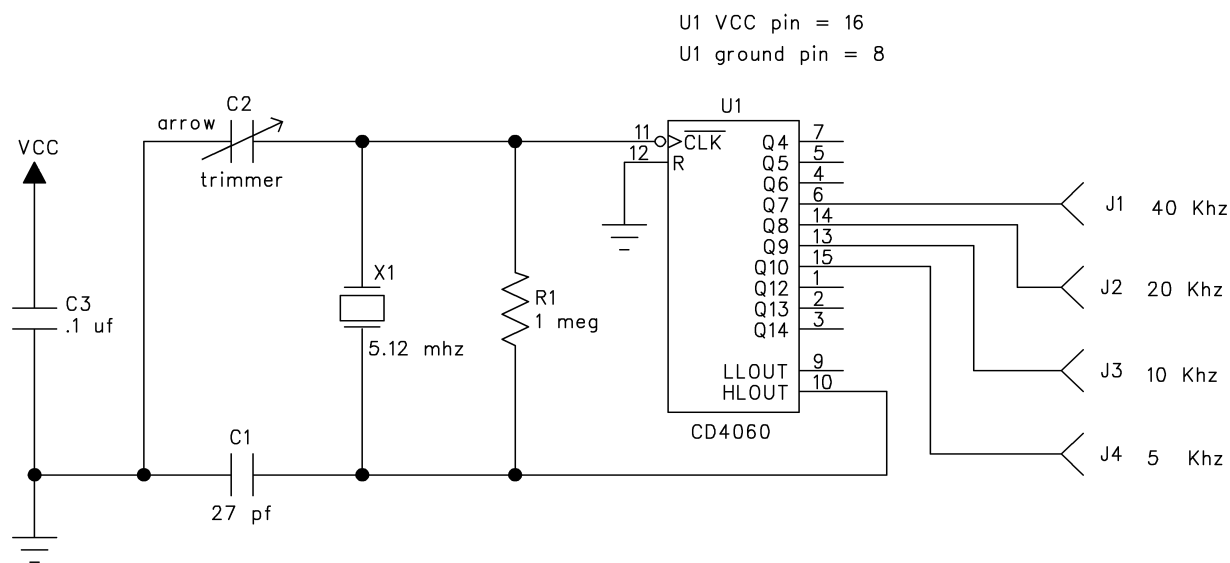 U1 VCC pin = 16
U1 ground pin = 8
C2
arrow
trimmer
VCC
C3
.1 uf
C1
27 pf
X1
5.12 mhz
R1
1 meg
U1
11
CLK
12
R
Q4 7
Q5 5
Q6 4
Q7 6
Q8 14
Q9 13
Q10 15
Q12 1
Q13 2
Q14 3
LLOUT 9
HLOUT 10
CD4060
J1 40 Khz
J2 20 Khz
J3 10 Khz
J4 5 Khz